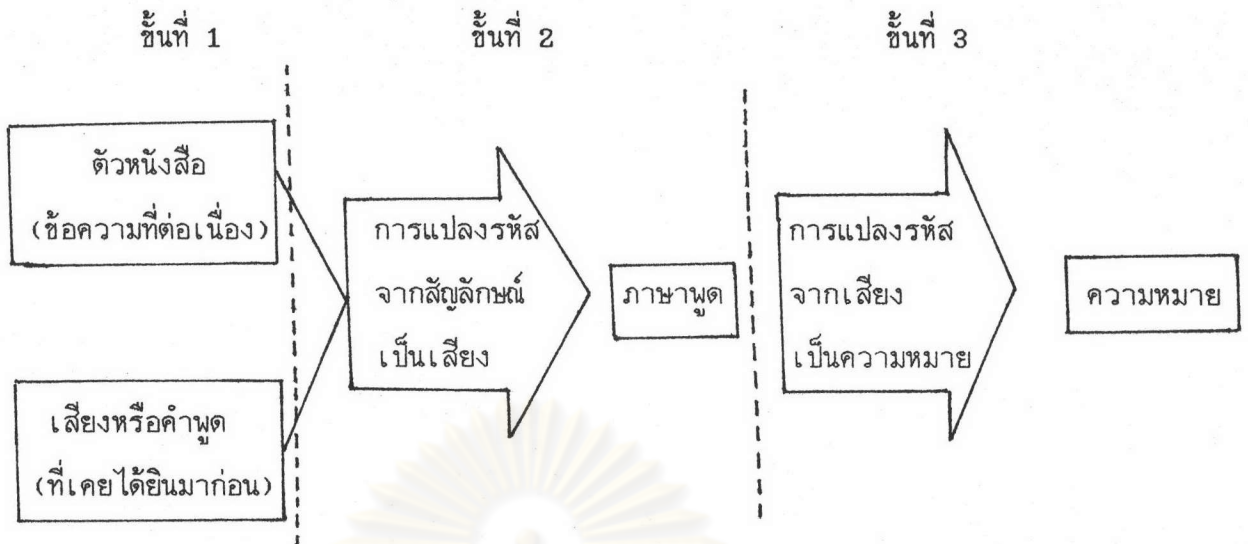 ขั้นที่ 1
ขั้นที่ 2
ขั้นที่ 3
ตัวหนังสือ
(ข้อความที่ต่อเนื่อง)
เสียงหรือคำพูด
(ที่เคยได้ยินมาก่อน)
การแปลงรหัส
จากสัญลักษณ์
เป็นเสียง
ภาษาพูด
การแปลงรหัส
จากเสียง
เป็นความหมาย
ความหมาย